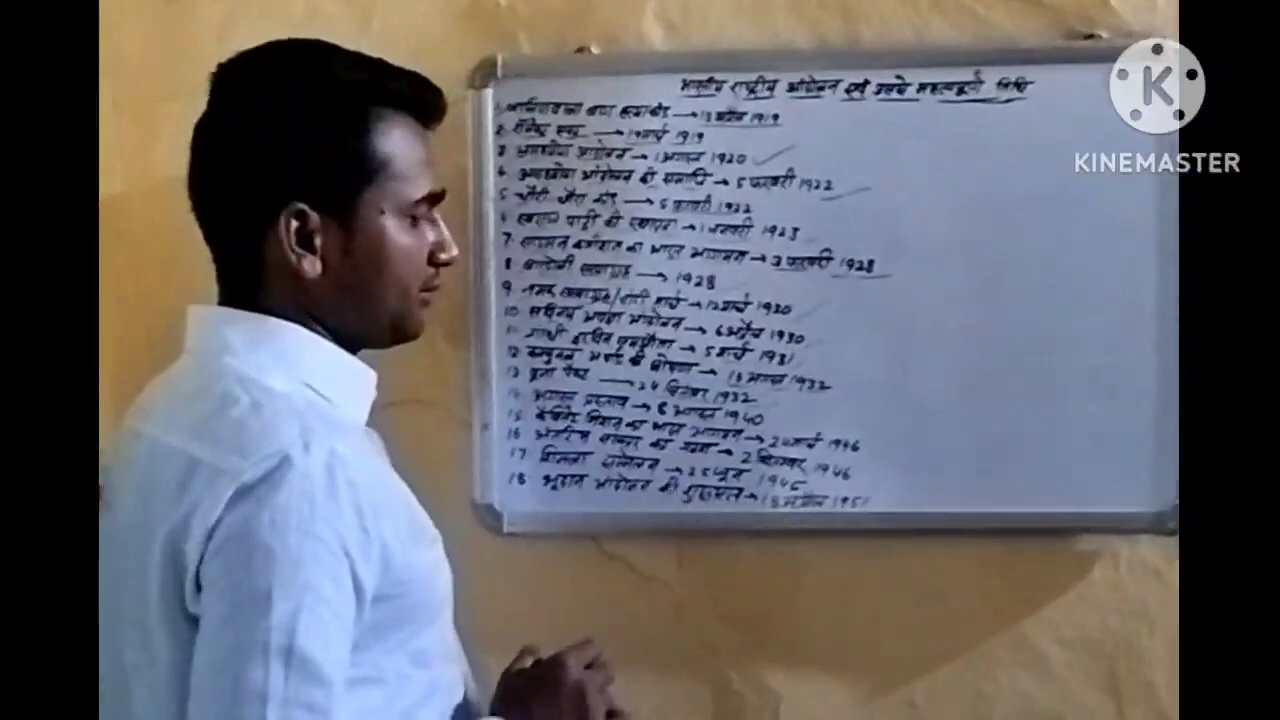 भारतीय राष्ट्रीय आंदोलन एवं उनके महत्वपूर्ण तिथि
1. जालियावाला बाग हत्याकांड → 13 अप्रैल 1919
2. रौलेक्ट एक्ट → 19 मार्च 1919
3 असहयोग आंदोलन → 1 अगस्त 1920
4. असहयोग आंदोलन की समाप्ति → 5 फरवरी 1922
5 चौरी चौरा कांड → 5 फरवरी 1922
6 स्वराज पार्टी की स्थापना → 1 जनवरी 1923
7. साइमन कमीशन का भारत आगमन → 3 फरवरी 1928
8 बारदोली सत्याग्रह → 1928
9 नमक सत्याग्रह/दांडी मार्च → 12 मार्च 1930
10 सविनय अवज्ञा आंदोलन → 6 अप्रैल 1930
11 गांधी इरविन समझौता → 5 मार्च 1931
12 कम्युनल अवार्ड की घोषणा → 16 अगस्त 1932
13 पूना पैक्ट → 24 सितंबर 1932
14 अगस्त प्रस्ताव → 8 अगस्त 1940
15 कैबिनेट मिशन का भारत आगमन → 24 मार्च 1946
16 अंतरिम सरकार का गठन → 2 सितम्बर 1946
17 शिमला सम्मेलन → 25 जून 1945
18 भूदान आंदोलन की शुरुआत → 18 अप्रैल 1951
KINEMASTER